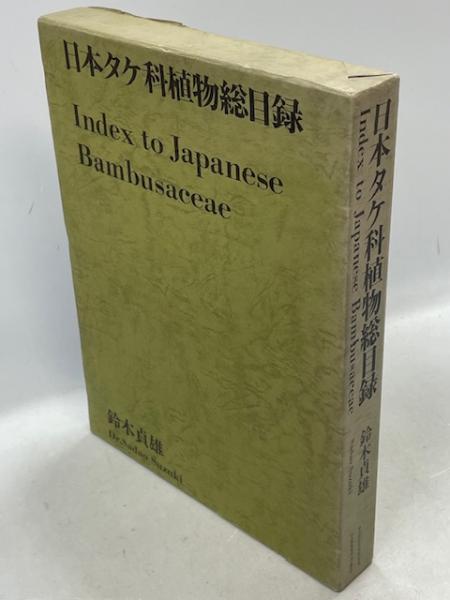 日本タケ科植物総目録
Index to Japanese
Bambusaceae
鈴木貞雄
Dr. Sadao Suzuki
日本タケ科植物総目録
Index to Japanese Bambusaceae
鈴木貞雄
Sadao Suzuki